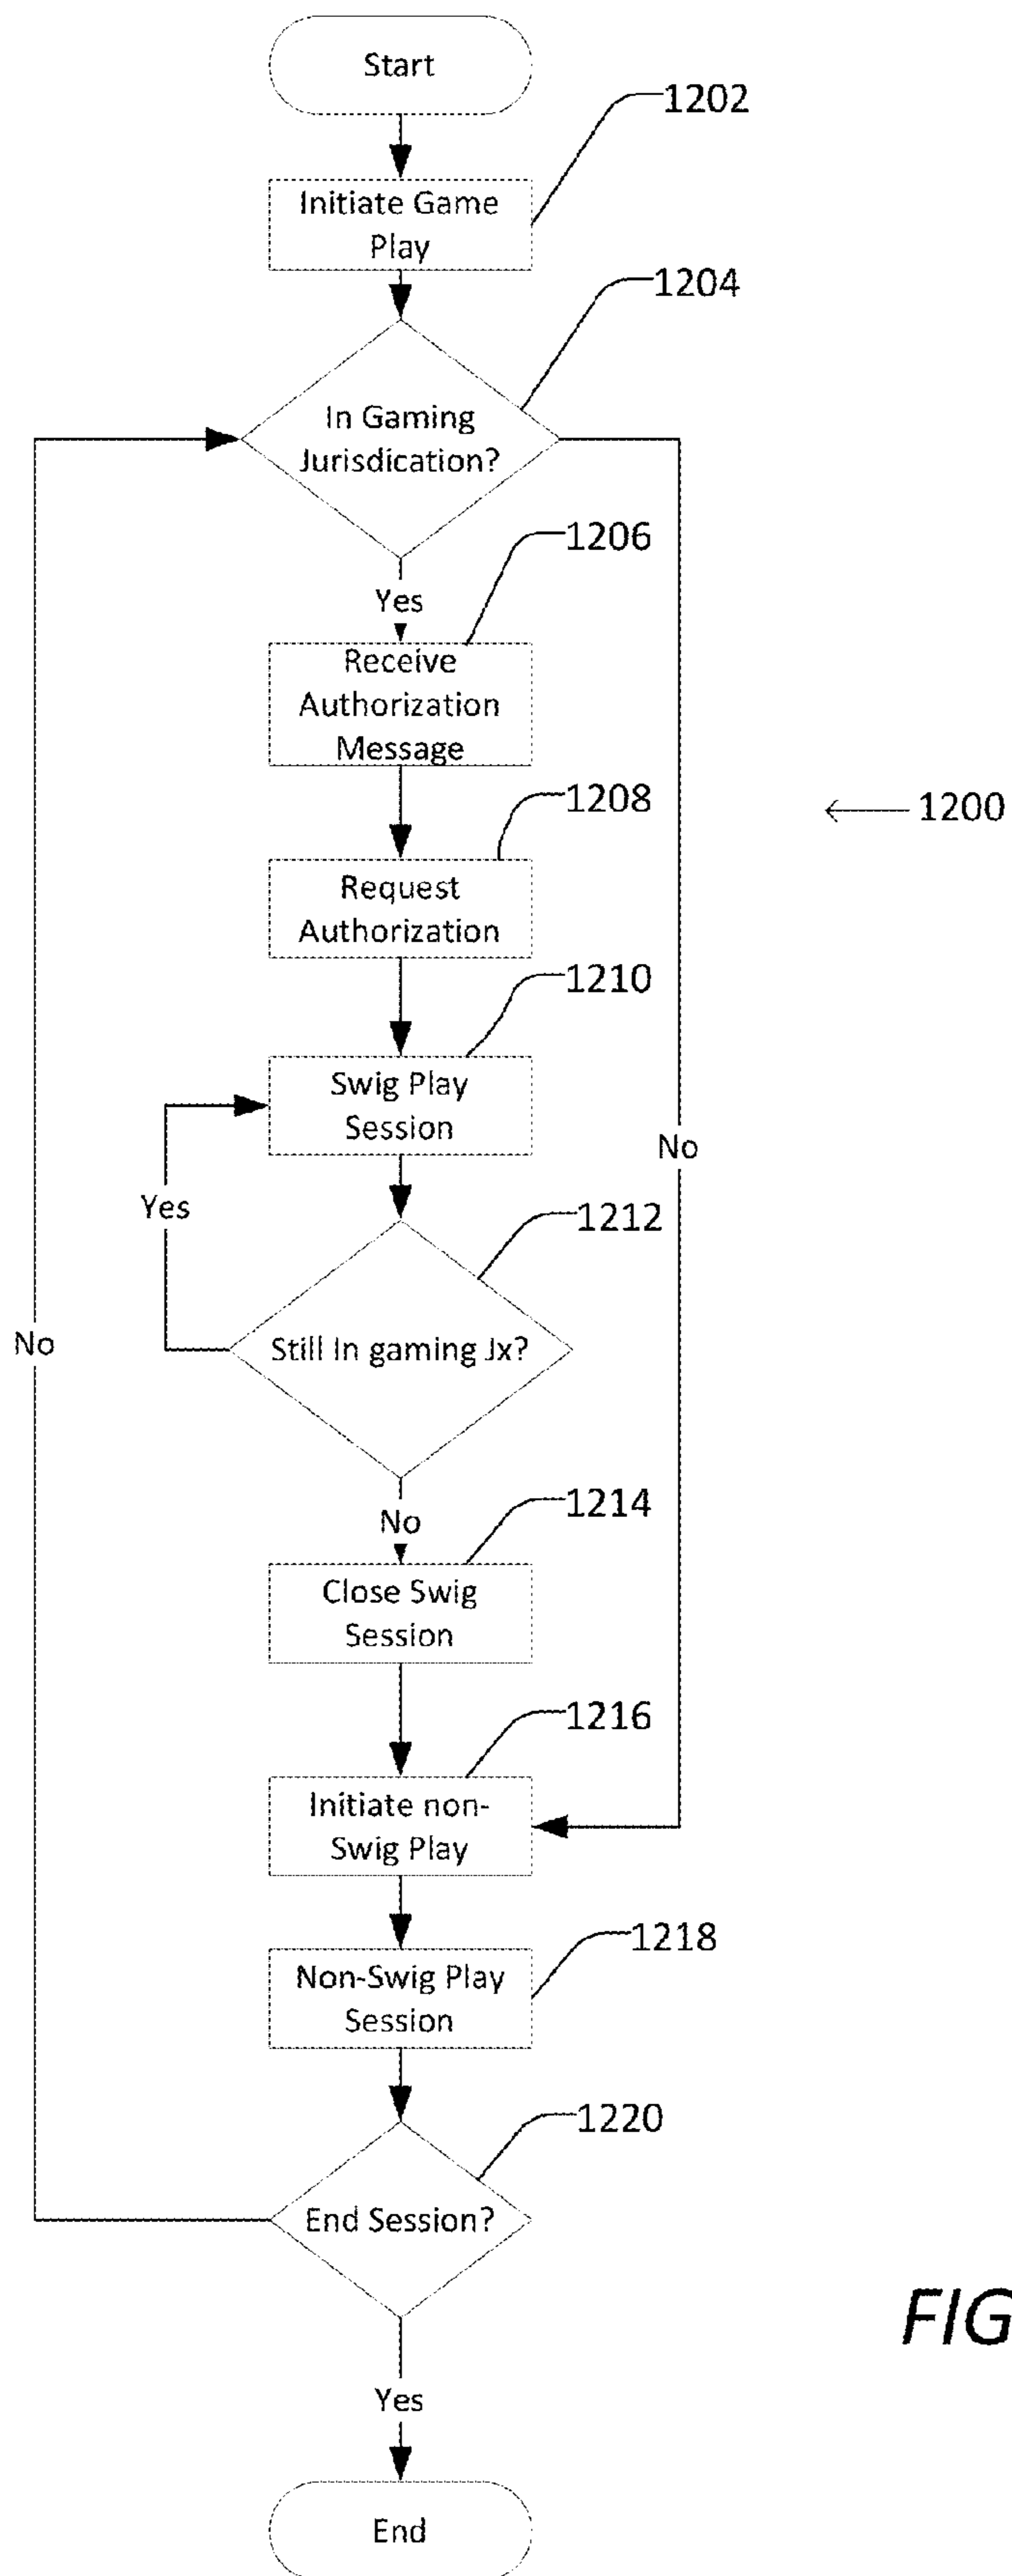 Start
1202
Initiate Game
Play
1204
In Gaming
Jurisdication?
1206
Yes
Receive
Authorization
Message
1208
1200
Request
Authorization
1210
Swig Play
Session
No
Yes
1212
No
Still In gaming Jx?
1214
No
Close Swig
Session
1216
Initiate non-
Swig Play
1218
Non-Swig Play
Session
1220
End Session?
FIG
Yes
End